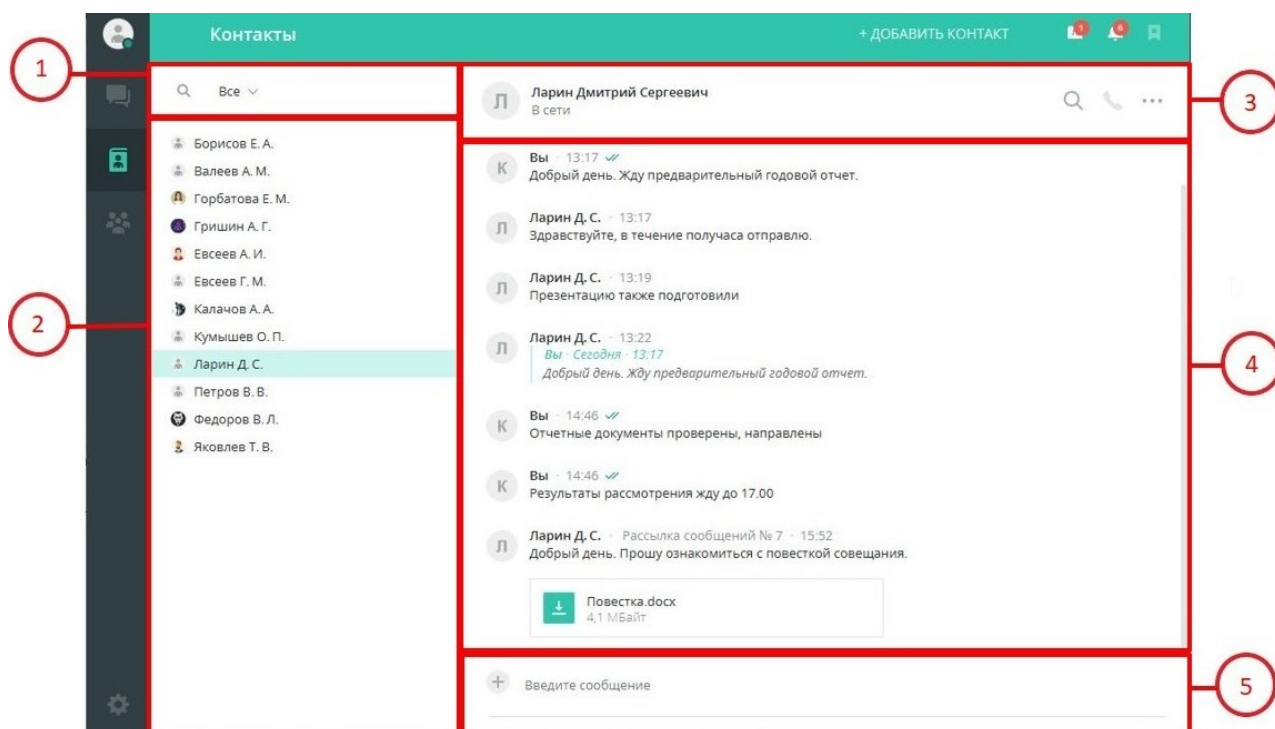 Контакты
+ ДОБАВИТЬ КОНТАКТ
1
6
1
Все
Л
Ларин Дмитрий Сергеевич
В сети
3
2
Борисов Е. А.
Валеев А. М.
Горбатова Е. М.
Гришин А. Г.
Евсеев А. И.
Евсеев Г. М.
Калачов А. А.
Кумышев О. П.
Ларин Д. С.
Петров В. В.
Федоров В. Л.
Яковлев Т. В.
К
Вы · 13:17
Добрый день. Жду предварительный годовой отчет.
Л
Ларин Д. С. · 13:17
Здравствуйте, в течение получаса отправлю.
Л
Ларин Д. С. · 13:19
Презентацию также подготовили
Л
Ларин Д. С. · 13:22
Вы · Сегодня · 13:17
Добрый день. Жду предварительный годовой отчет.
4
К
Вы · 14:46
Отчетные документы проверены, направлены
К
Вы · 14:46
Результаты рассмотрения жду до 17.00
Л
Ларин Д. С. · Рассылка сообщений № 7 · 15:52
Добрый день. Прошу ознакомиться с повесткой совещания.
Повестка.docx
4,1 МБайт
Введите сообщение
5